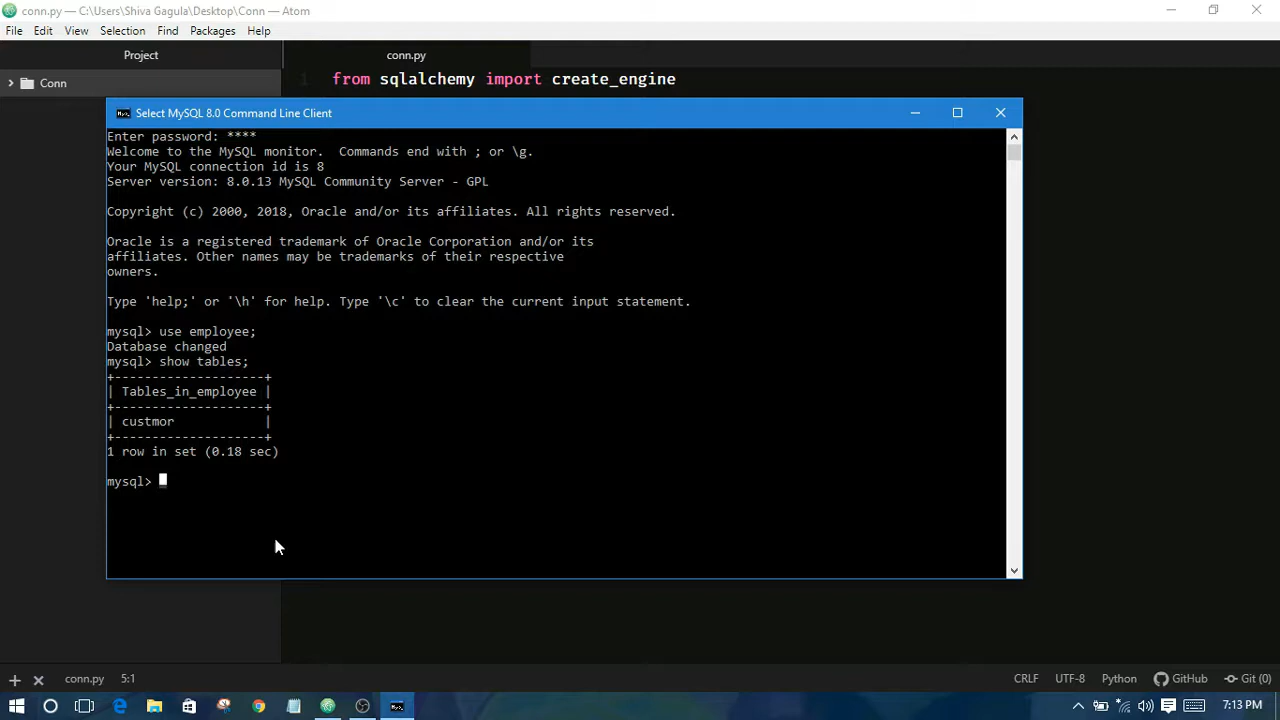 conn.py — C:\Users\Shiva Gagula\Desktop\Conn — Atom
File Edit View Selection Find Packages Help
Project
conn.py
Conn
1 from sqlalchemy import create_engine
Select MySQL 8.0 Command Line Client
Enter password: ****
Welcome to the MySQL monitor.  Commands end with ; or \g.
Your MySQL connection id is 8
Server version: 8.0.13 MySQL Community Server - GPL
Copyright (c) 2000, 2018, Oracle and/or its affiliates. All rights reserved.
Oracle is a registered trademark of Oracle Corporation and/or its
affiliates. Other names may be trademarks of their respective
owners.
Type 'help;' or '\h' for help. Type '\c' to clear the current input statement.
mysql> use employee;
Database changed
mysql> show tables;
+--------------------+
| Tables_in_employee |
+--------------------+
| custmor            |
+--------------------+
1 row in set (0.18 sec)
mysql>
conn.py 5:1 CRLF UTF-8 Python GitHub Git (0)
7:13 PM